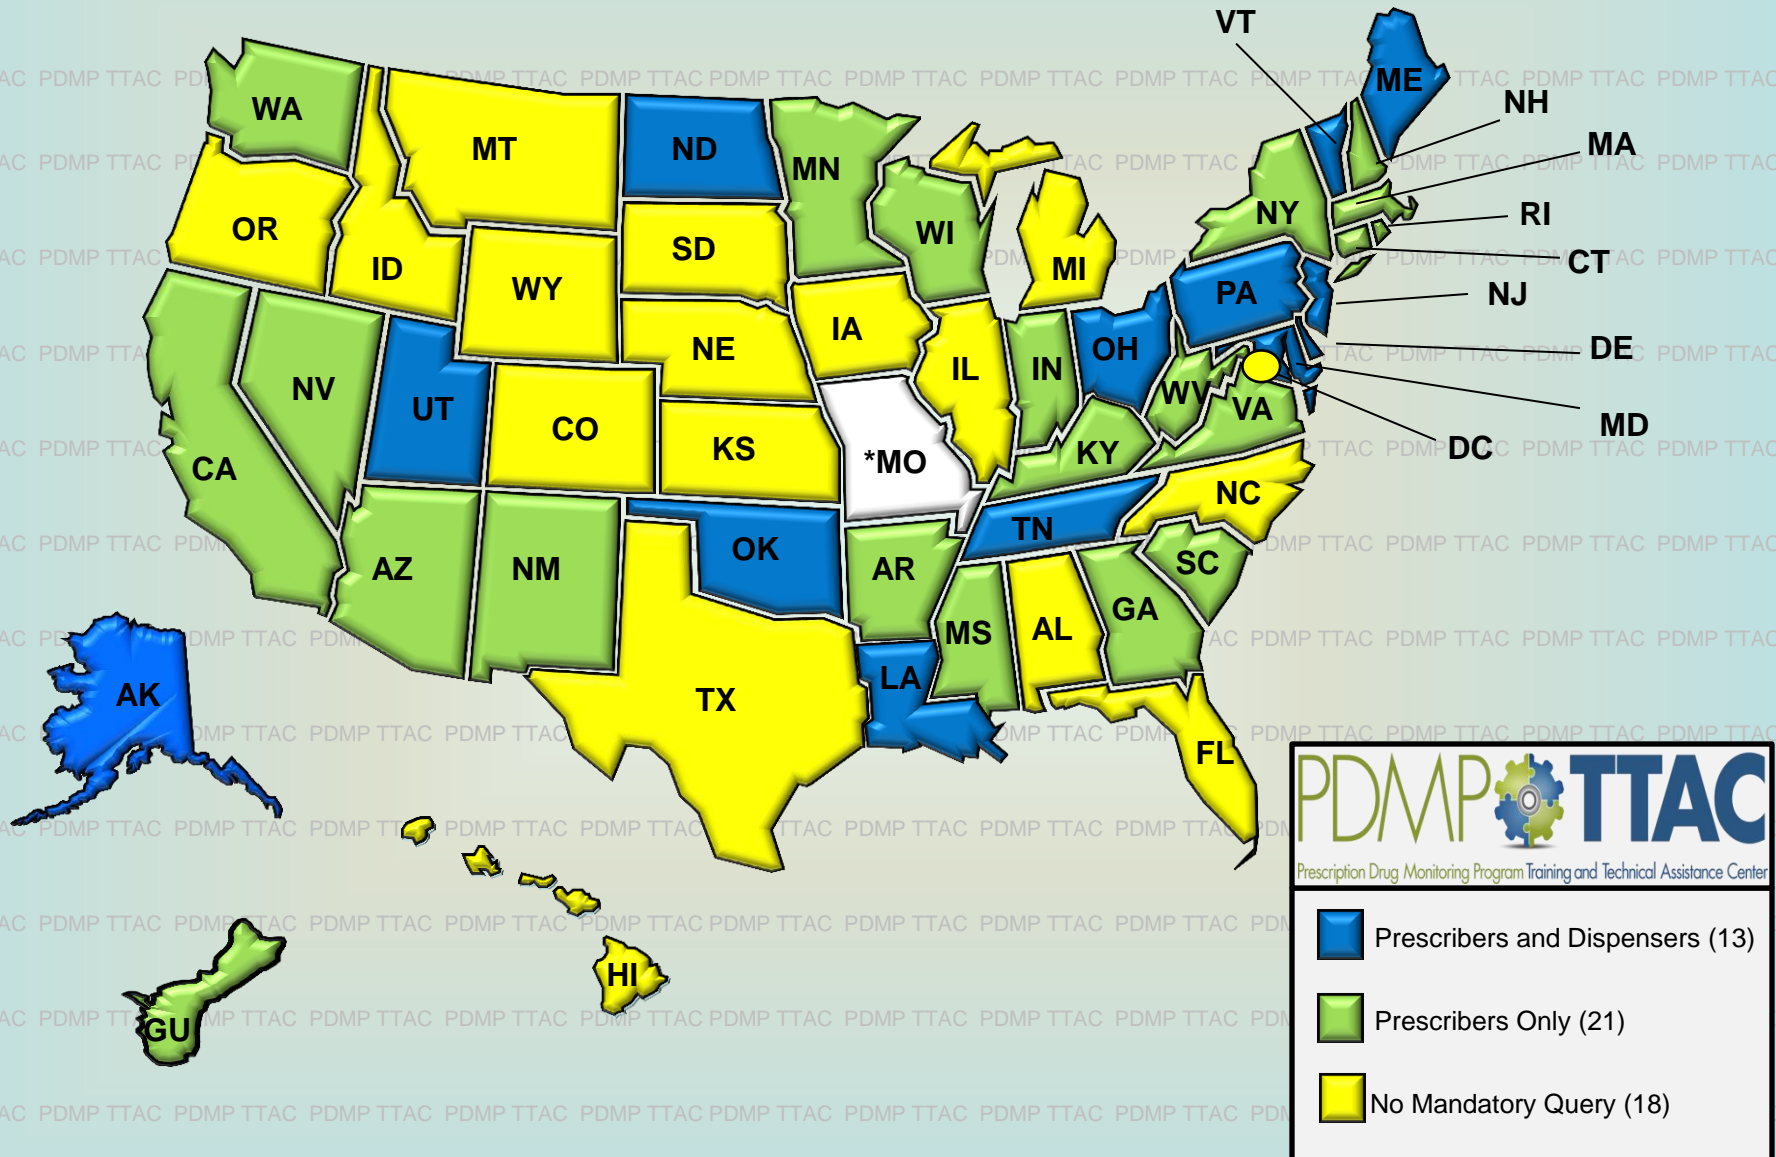 VT
ME
WA
NH
MT
ND
MA
MN
OR
NY
RI
WI
SD
ID
MI
CT
WY
PA
NJ
IA
NE
OH
DE
IL
IN
NV
UT
WV
VA
CO
MD
KS
DC
KY
*MO
CA
NC
TN
OK
SC
AZ
NM
AR
GA
MS
AL
LA
AK
TX
FL
HI
GU
PDMP TTAC
Prescription Drug Monitoring Program Training and Technical Assistance Center
Prescribers and Dispensers (13)
Prescribers Only (21)
No Mandatory Query (18)